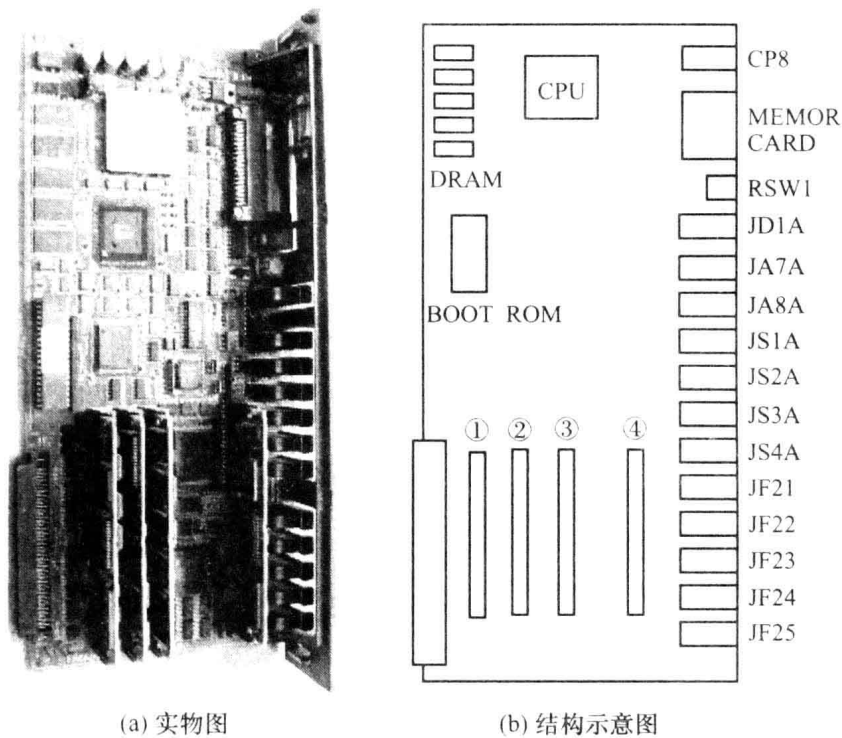 CP8
CPU
MEMOR
CARD
DRAM
RSW1
JD1A
JA7A
BOOT ROM
JA8A
JS1A
JS2A
JS3A
① ② ③ ④
JS4A
JF21
JF22
JF23
JF24
JF25
(a) 实物图
(b) 结构示意图